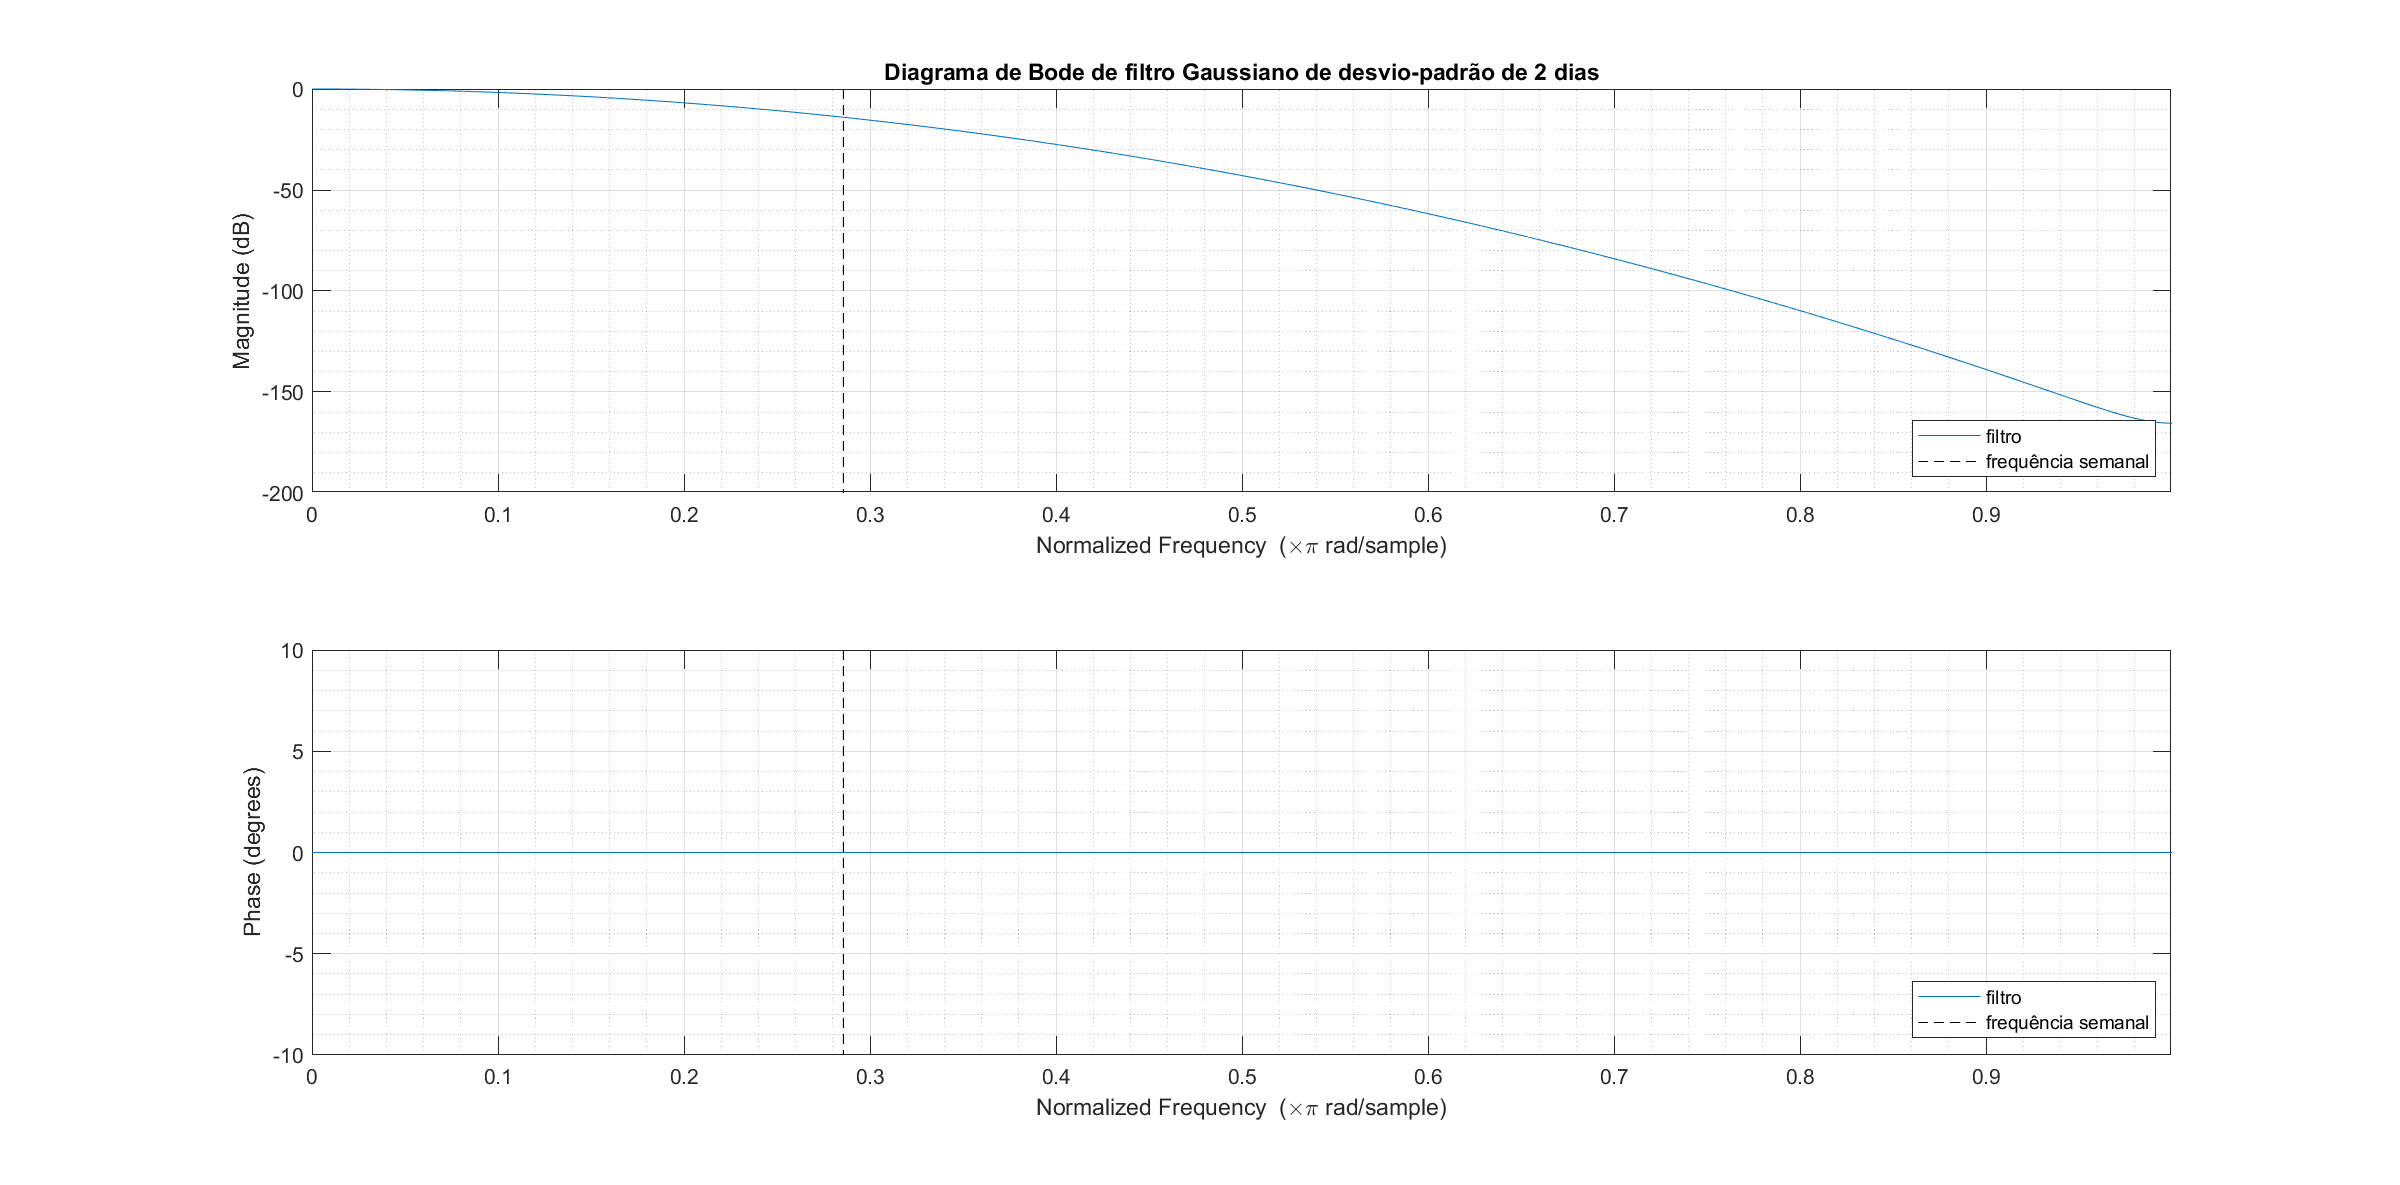 Diagrama de Bode de filtro Gaussiano de desvio-padrão de 2 dias
0
-50
-100
-150
-200
Magnitude (dB)
filtro
frequência semanal
0 0.1 0.2 0.3 0.4 0.5 0.6 0.7 0.8 0.9
Normalized Frequency (×π rad/sample)
10
5
0
-5
-10
Phase (degrees)
filtro
frequência semanal
0 0.1 0.2 0.3 0.4 0.5 0.6 0.7 0.8 0.9
Normalized Frequency (×π rad/sample)